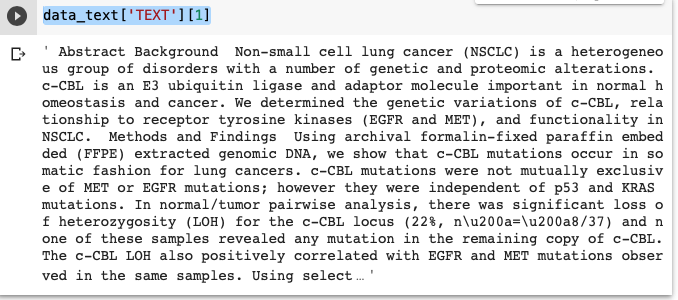 data_text['TEXT'][1]
' Abstract Background  Non-small cell lung cancer (NSCLC) is a heterogeneo
us group of disorders with a number of genetic and proteomic alterations.
c-CBL is an E3 ubiquitin ligase and adaptor molecule important in normal h
omeostasis and cancer. We determined the genetic variations of c-CBL, rela
tionship to receptor tyrosine kinases (EGFR and MET), and functionality in
NSCLC.  Methods and Findings  Using archival formalin-fixed paraffin embed
ded (FFPE) extracted genomic DNA, we show that c-CBL mutations occur in so
matic fashion for lung cancers. c-CBL mutations were not mutually exclusiv
e of MET or EGFR mutations; however they were independent of p53 and KRAS
mutations. In normal/tumor pairwise analysis, there was significant loss o
f heterozygosity (LOH) for the c-CBL locus (22%, n\u200a=\u200a8/37) and n
one of these samples revealed any mutation in the remaining copy of c-CBL.
The c-CBL LOH also positively correlated with EGFR and MET mutations obser
ved in the same samples. Using select… '